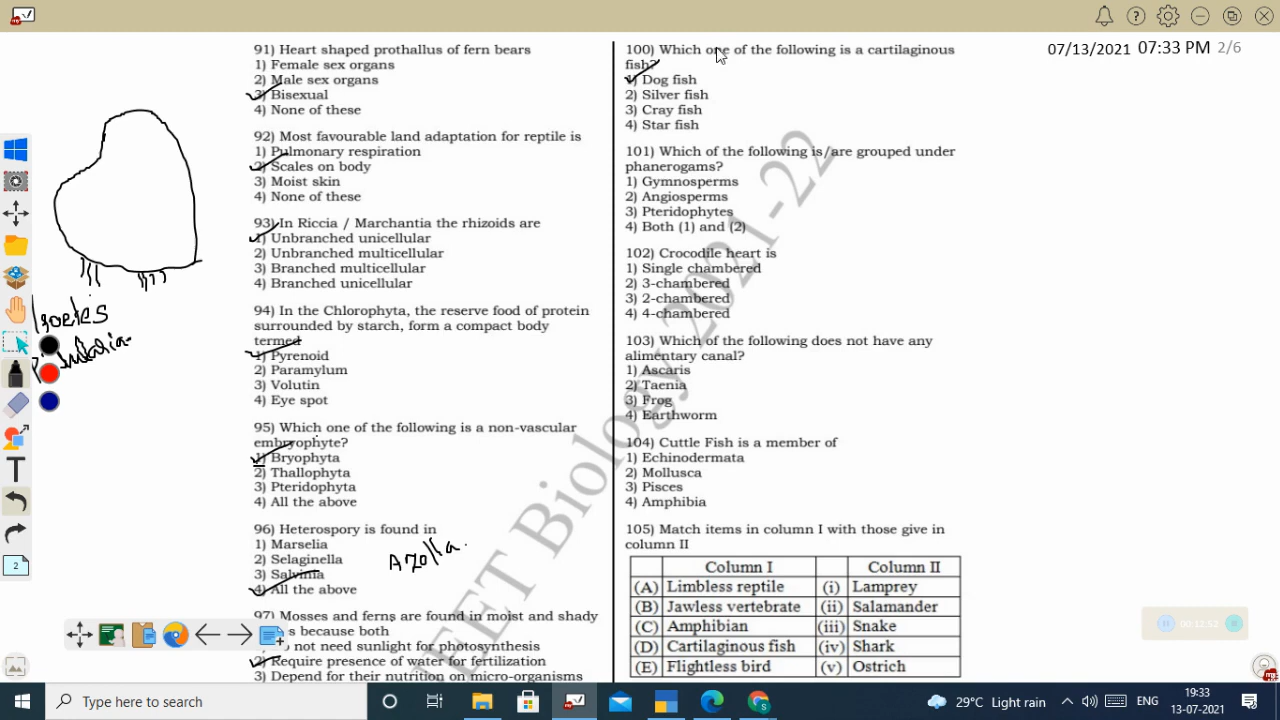 07/13/2021 07:33 PM 2/6
91) Heart shaped prothallus of fern bears
1) Female sex organs
2) Male sex organs
3) Bisexual
4) None of these
92) Most favourable land adaptation for reptile is
1) Pulmonary respiration
2) Scales on body
3) Moist skin
4) None of these
93) In Riccia / Marchantia the rhizoids are
1) Unbranched unicellular
2) Unbranched multicellular
3) Branched multicellular
4) Branched unicellular
94) In the Chlorophyta, the reserve food of protein
surrounded by starch, form a compact body
termed
1) Pyrenoid
2) Paramylum
3) Volutin
4) Eye spot
95) Which one of the following is a non-vascular
embryophyte?
1) Bryophyta
2) Thallophyta
3) Pteridophyta
4) All the above
96) Heterospory is found in
1) Marselia
2) Selaginella
3) Salvinia
4) All the above
Azolla.
97) Mosses and ferns are found in moist and shady
s because both
not need sunlight for photosynthesis
2) Require presence of water for fertilization
3) Depend for their nutrition on micro-organisms
100) Which one of the following is a cartilaginous
fish?
1) Dog fish
2) Silver fish
3) Cray fish
4) Star fish
101) Which of the following is/are grouped under
phanerogams?
1) Gymnosperms
2) Angiosperms
3) Pteridophytes
4) Both (1) and (2)
102) Crocodile heart is
1) Single chambered
2) 3-chambered
3) 2-chambered
4) 4-chambered
103) Which of the following does not have any
alimentary canal?
1) Ascaris
2) Taenia
3) Frog
4) Earthworm
104) Cuttle Fish is a member of
1) Echinodermata
2) Mollusca
3) Pisces
4) Amphibia
105) Match items in column I with those give in
column II
Column I Column II
(A) Limbless reptile (i) Lamprey
(B) Jawless vertebrate (ii) Salamander
(C) Amphibian (iii) Snake
(D) Cartilaginous fish (iv) Shark
(E) Flightless bird (v) Ostrich
EET Biology 2021-22
T
2
00:12:52
Type here to search
29°C Light rain
ENG
19:33
13-07-2021